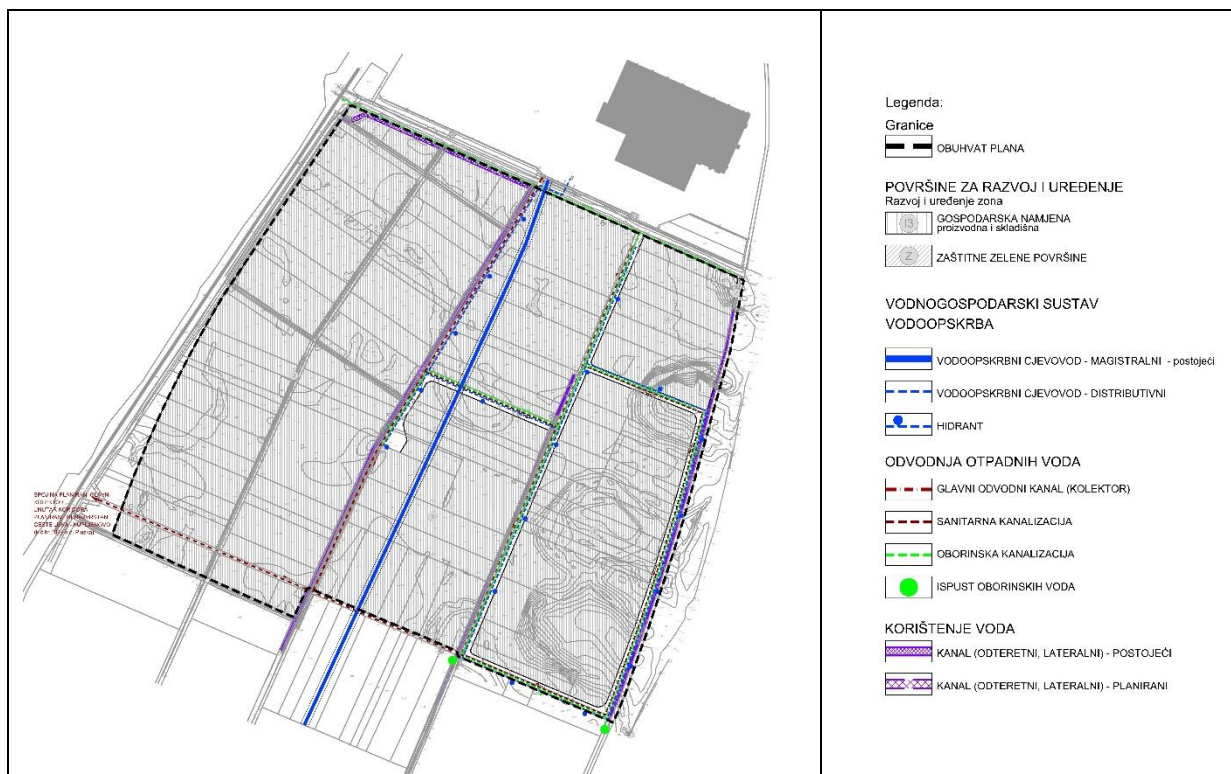 Legenda:
Granice
OBUHVAT PLANA
POVRŠINE ZA RAZVOJ I UREĐENJE
Razvoj i uređenje zona
I3
GOSPODARSKA NAMJENA
proizvodna i skladišna
Z
ZAŠTITNE ZELENE POVRŠINE
VODNOGOSPODARSKI SUSTAV
VODOOPSKRBA
VODOOPSKRBNI CJEVOVOD - MAGISTRALNI - postojeći
VODOOPSKRBNI CJEVOVOD - DISTRIBUTIVNI
HIDRANT
ODVODNJA OTPADNIH VODA
GLAVNI ODVODNI KANAL (KOLEKTOR)
SANITARNA KANALIZACIJA
OBORINSKA KANALIZACIJA
ISPUST OBORINSKIH VODA
KORIŠTENJE VODA
KANAL (ODTERETNI, LATERALNI) - POSTOJEĆI
KANAL (ODTERETNI, LATERALNI) - PLANIRANI